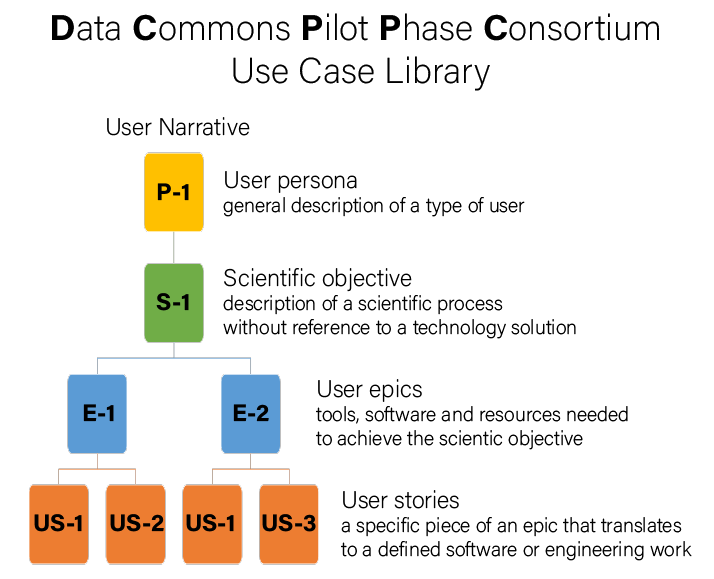 Data Commons Pilot Phase Consortium
Use Case Library
User Narrative
P-1
User persona
general description of a type of user
S-1
Scientific objective
description of a scientific process
without reference to a technology solution
E-1
E-2
User epics
tools, software and resources needed
to achieve the scientic objective
US-1 US-2 US-1 US-3
User stories
a specific piece of an epic that translates
to a defined software or engineering work